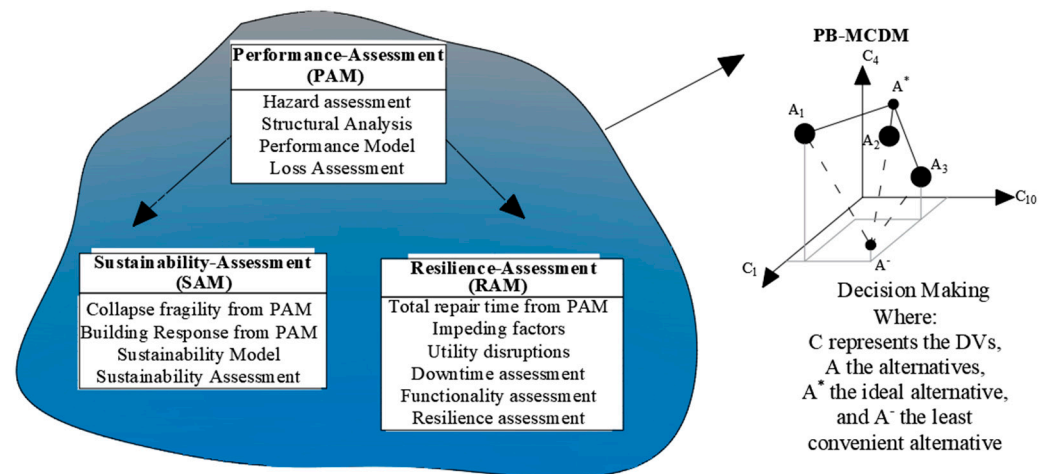 Performance-Assessment
(PAM)
Hazard assessment
Structural Analysis
Performance Model
Loss Assessment
Sustainability-Assessment
(SAM)
Collapse fragility from PAM
Building Response from PAM
Sustainability Model
Sustainability Assessment
Resilience-Assessment
(RAM)
Total repair time from PAM
Impeding factors
Utility disruptions
Downtime assessment
Functionality assessment
Resilience assessment
PB-MCDM
C4
A*
A1
A2
A3
C10
C1
A-
Decision Making
Where:
C represents the DVs,
A the alternatives,
A* the ideal alternative,
and A- the least
convenient alternative